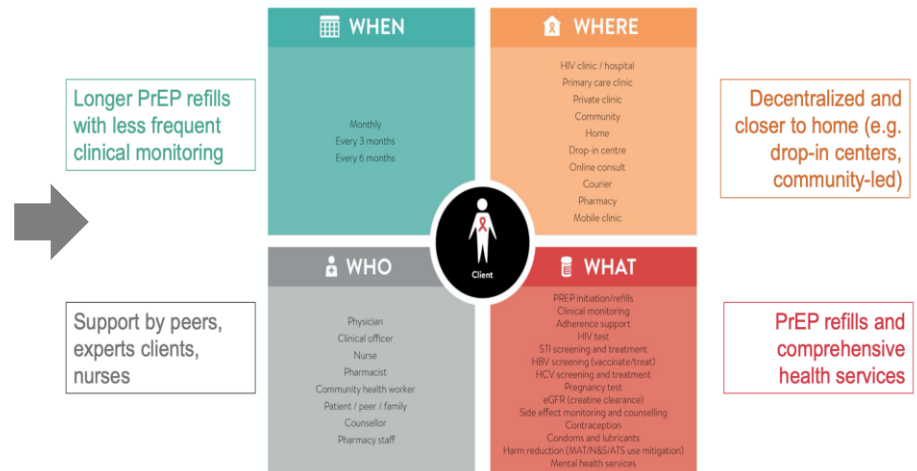 Longer PrEP refills
with less frequent
clinical monitoring
WHEN
Monthly
Every 3 months
Every 6 months
WHERE
HIV clinic / hospital
Primary care clinic
Private clinic
Community
Home
Drop-in centre
Online consult
Courier
Pharmacy
Mobile clinic
Decentralized and
closer to home (e.g.
drop-in centers,
community-led)
Client
Support by peers,
experts clients,
nurses
WHO
Physician
Clinical officer
Nurse
Pharmacist
Community health worker
Patient / peer / family
Counsellor
Pharmacy staff
WHAT
PREP initiation/refills
Clinical monitoring
Adherence support
HIV test
STI screening and treatment
HBV screening (vaccinate/treat)
HCV screening and treatment
Pregnancy test
eGFR (creatine clearance)
Side effect monitoring and counselling
Contraception
Condoms and lubricants
Harm reduction (MAT/N&S/ATS use mitigation)
Mental health services
PrEP refills and
comprehensive
health services